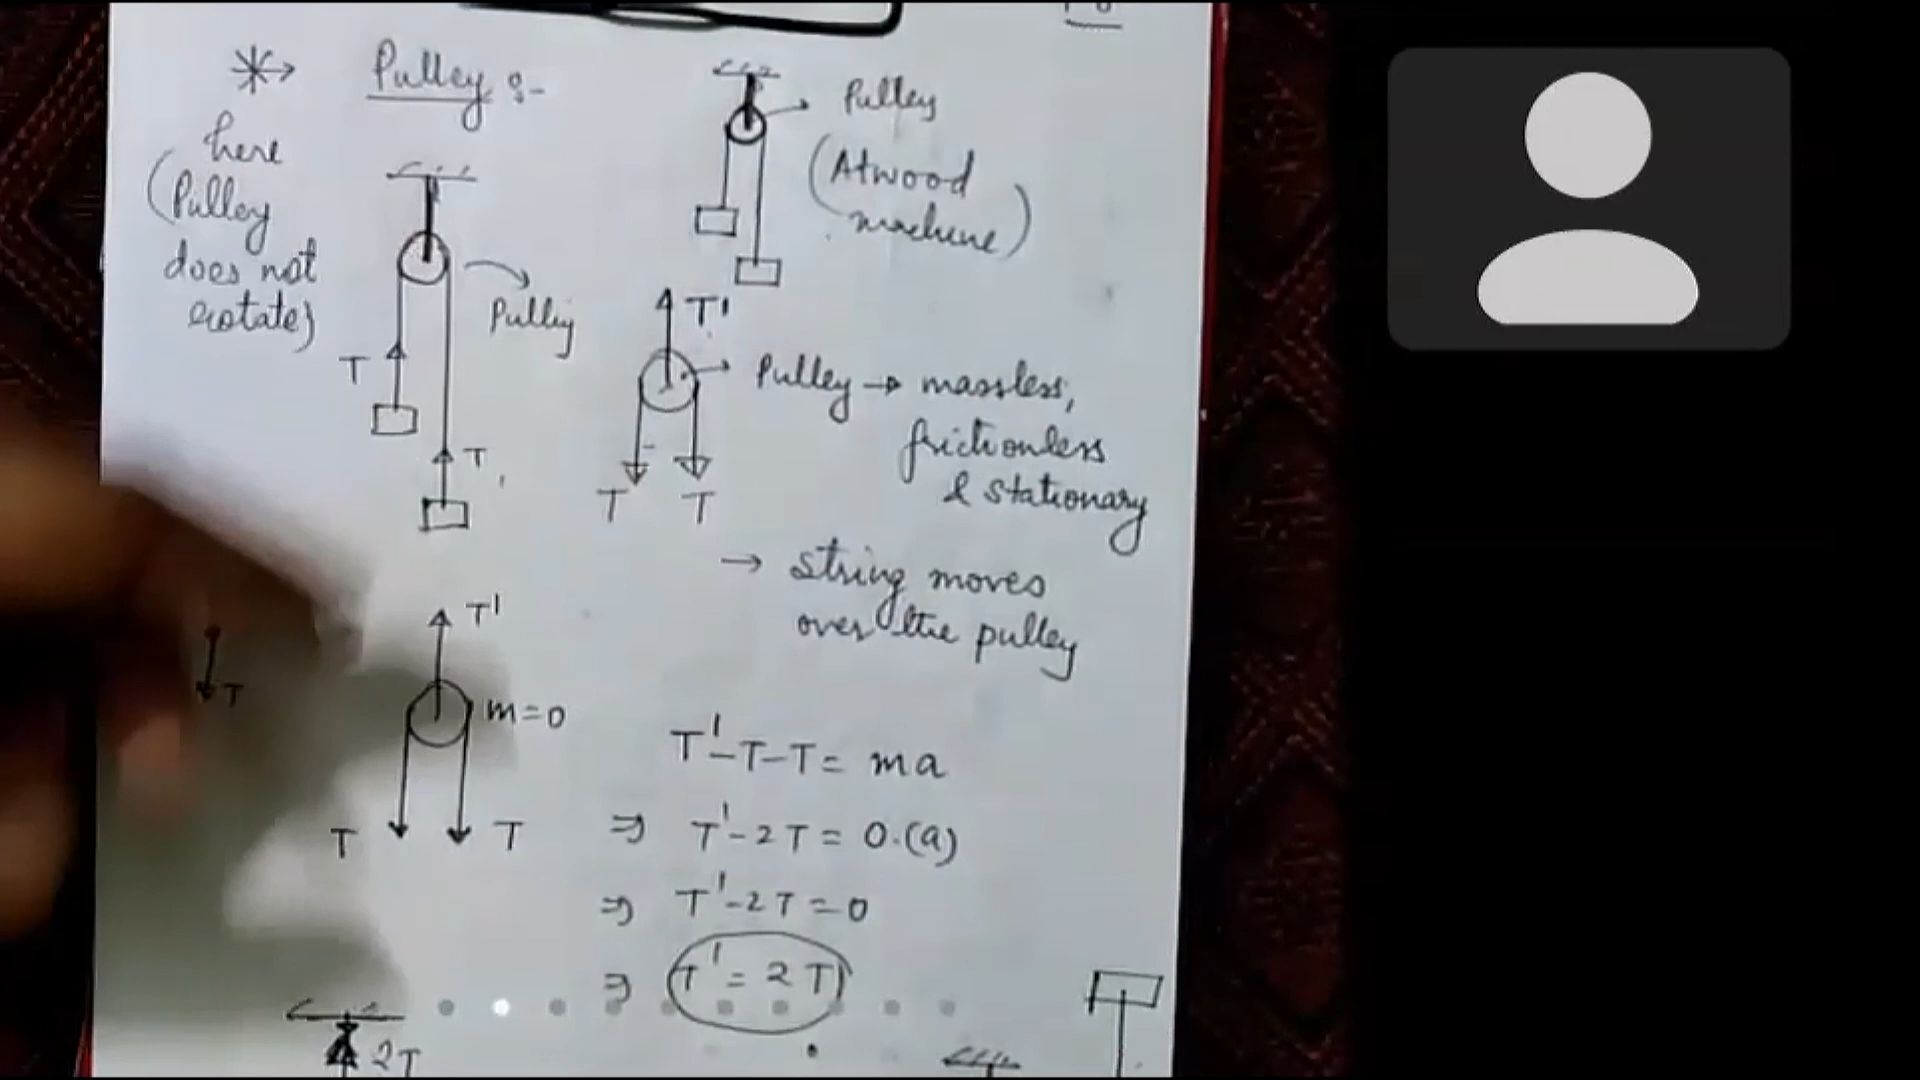 Pulley :-
here
(Pulley
does not
rotate)
Pulley
T
T
Pulley
(Atwood
machine)
T'
Pulley → massless,
frictionless
& stationary
T T
→ string moves
over the pulley
T
T'
m=0
T T
T'-T-T= ma
⇒ T'-2T= 0.(a)
⇒ T'-2T=0
⇒ T'= 2T
2T